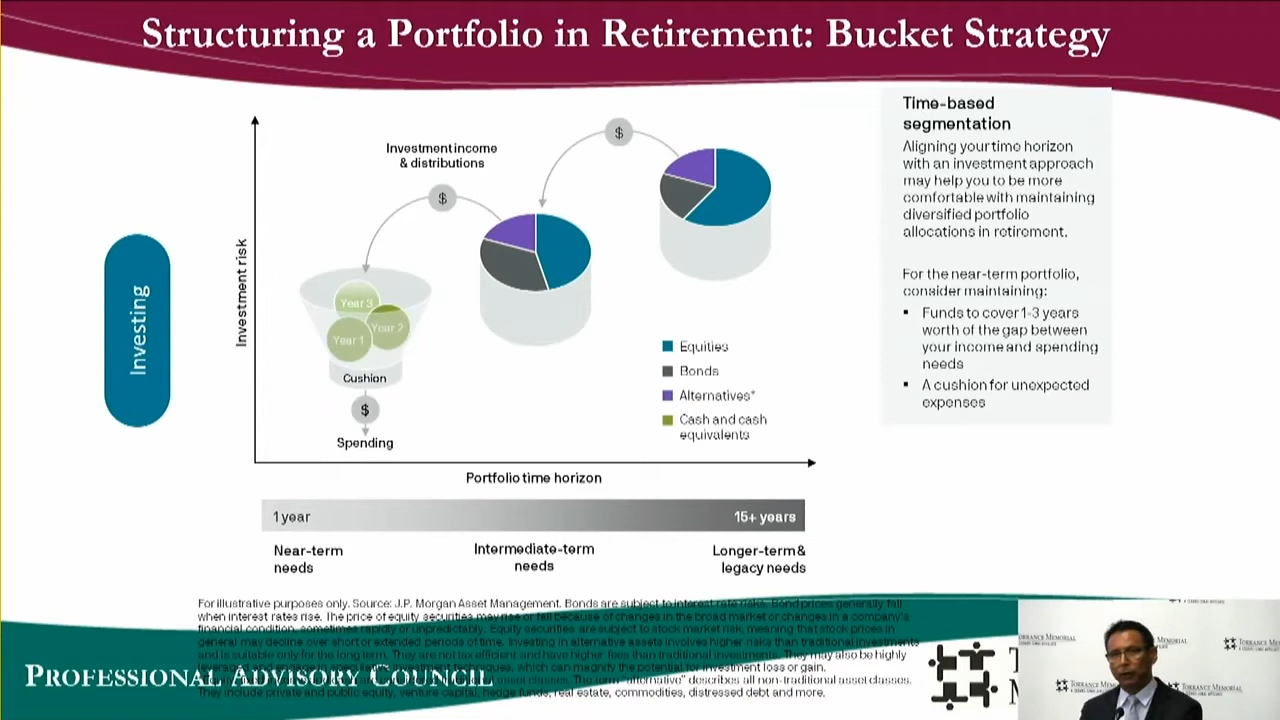 Structuring a Portfolio in Retirement: Bucket Strategy
Investing
Investment risk
Investment income
& distributions
$
$
Year 3
Year 2
Year 1
Cushion
$
Spending
Equities
Bonds
Alternatives*
Cash and cash
equivalents
Portfolio time horizon
1 year
15+ years
Near-term
needs
Intermediate-term
needs
Longer-term &
legacy needs
Time-based
segmentation
Aligning your time horizon
with an investment approach
may help you to be more
comfortable with maintaining
diversified portfolio
allocations in retirement.
For the near-term portfolio,
consider maintaining:
▪ Funds to cover 1-3 years
worth of the gap between
your income and spending
needs
▪ A cushion for unexpected
expenses
For illustrative purposes only. Source: J.P. Morgan Asset Management. Bonds are subject to interest rate risks. Bond prices generally fall
when interest rates rise. The price of equity securities may rise or fall because of changes in the broad market or changes in a company's
financial condition, sometimes rapidly or unpredictably. Equity securities are subject to stock market risk, meaning that stock prices in
general may decline over short or extended periods of time. Investing in alternative assets involves higher risks than traditional investments
and is suitable only for the long term. They are not tax efficient and have higher fees than traditional investments. They may also be highly
leveraged and engage in speculative investment techniques, which can magnify the potential for investment loss or gain.
asset classes. The term "alternative" describes all non-traditional asset classes.
They include private and public equity, venture capital, hedge funds, real estate, commodities, distressed debt and more.
PROFESSIONAL ADVISORY COUNCIL
TORRANCE MEMORIAL
TORRANCE MEMORIAL